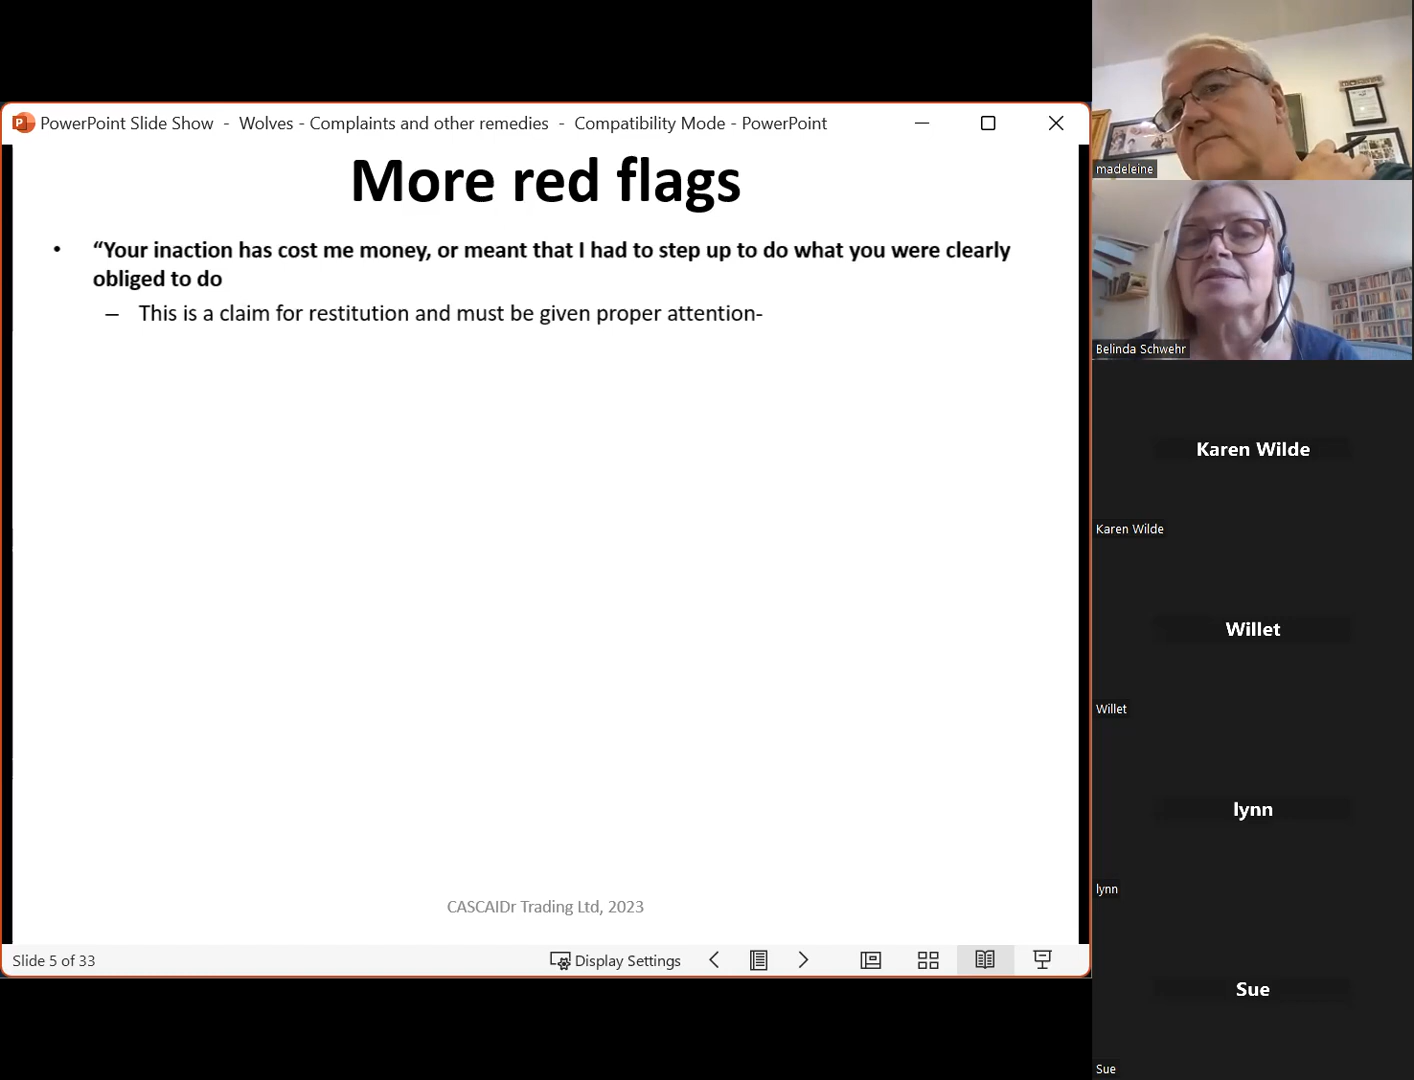 PowerPoint Slide Show - Wolves - Complaints and other remedies - Compatibility Mode - PowerPoint
More red flags
• “Your inaction has cost me money, or meant that I had to step up to do what you were clearly
obliged to do
– This is a claim for restitution and must be given proper attention-
CASCAIDr Trading Ltd, 2023
Slide 5 of 33
Display Settings
madeleine
Belinda Schwehr
Karen Wilde
Karen Wilde
Willet
Willet
lynn
lynn
Sue
Sue